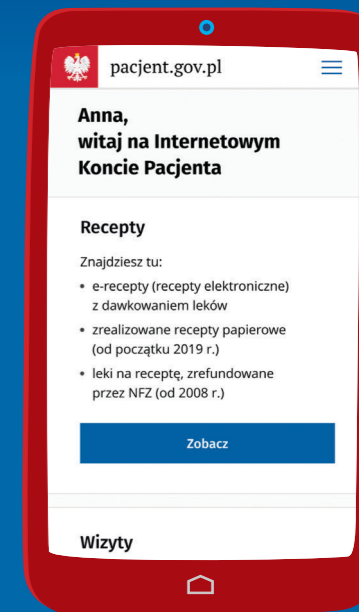 pacjent.gov.pl
Anna,
witaj na Internetowym
Koncie Pacjenta
Recepty
Znajdziesz tu:
• e-recepty (recepty elektroniczne)
z dawkowaniem leków
• zrealizowane recepty papierowe
(od początku 2019 r.)
• leki na receptę, zrefundowane
przez NFZ (od 2008 r.)
Zobacz
Wizyty